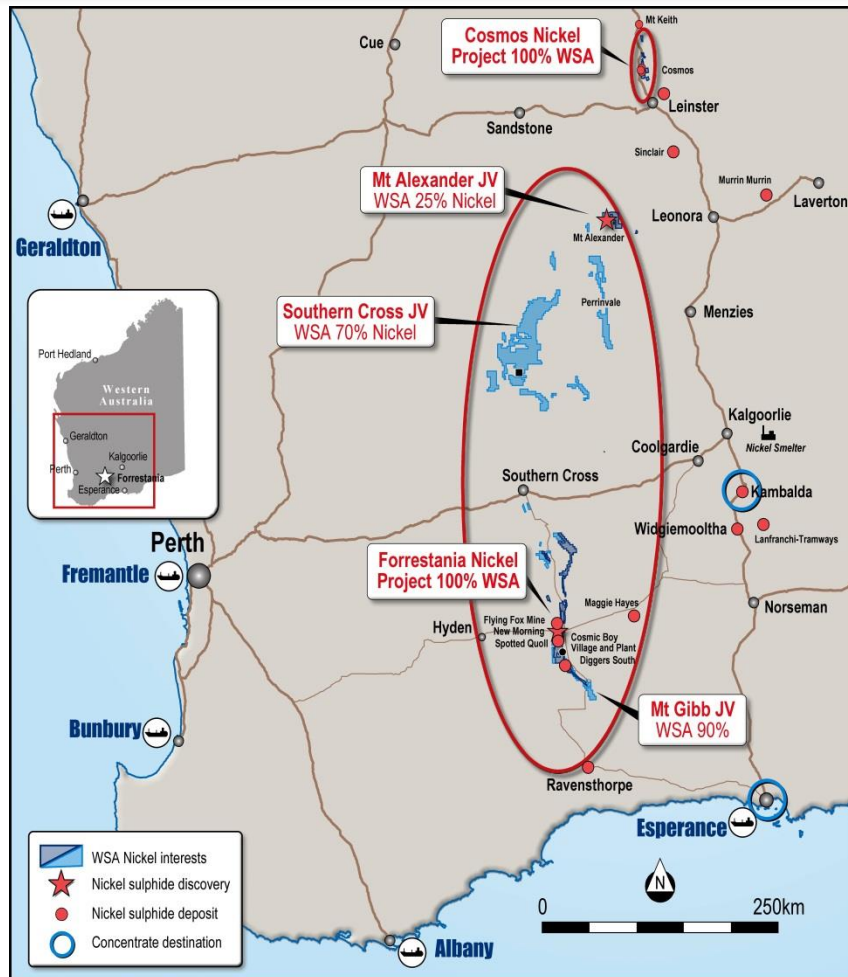 Mt Keith
Cue
Cosmos Nickel
Project 100% WSA
Cosmos
Leinster
Sandstone
Sinclair
Mt Alexander JV
WSA 25% Nickel
Murrin Murrin
Laverton
Leonora
Mt Alexander
Geraldton
Southern Cross JV
WSA 70% Nickel
Perrinvale
Menzies
Port Hedland
Western
Australia
Geraldton
Kalgoorlie
Perth
Forrestania
Esperance
Kalgoorlie
Nickel Smelter
Coolgardie
Southern Cross
Kambalda
Widgiemooltha
Lanfranchi-Tramways
Perth
Fremantle
Forrestania Nickel
Project 100% WSA
Norseman
Maggie Hayes
Hyden
Flying Fox Mine
New Morning
Spotted Quoll
Cosmic Boy
Village and Plant
Diggers South
Mt Gibb JV
WSA 90%
Bunbury
Ravensthorpe
Esperance
WSA Nickel interests
Nickel sulphide discovery
Nickel sulphide deposit
Concentrate destination
N
0
250km
Albany